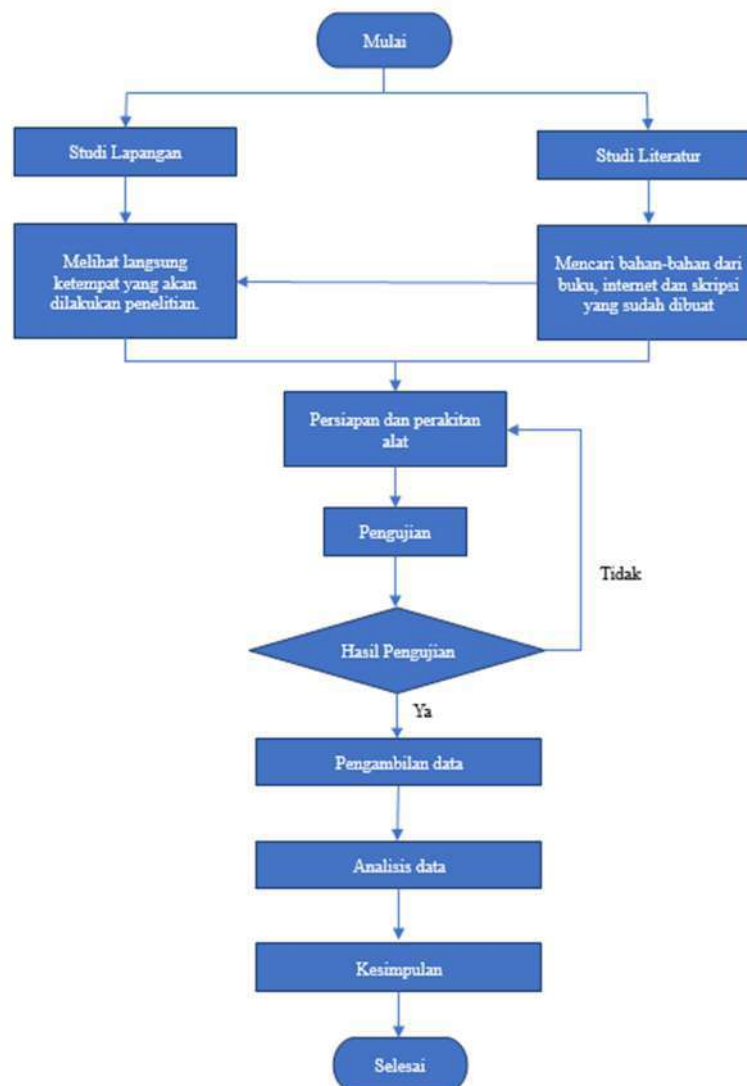 Mulai
Studi Lapangan
Studi Literatur
Melihat langsung
ketempat yang akan
dilakukan penelitian.
Mencari bahan-bahan dari
buku, internet dan skripsi
yang sudah dibuat
Persiapan dan perakitan
alat
Pengujian
Tidak
Hasil Pengujian
Ya
Pengambilan data
Analisis data
Kesimpulan
Selesai